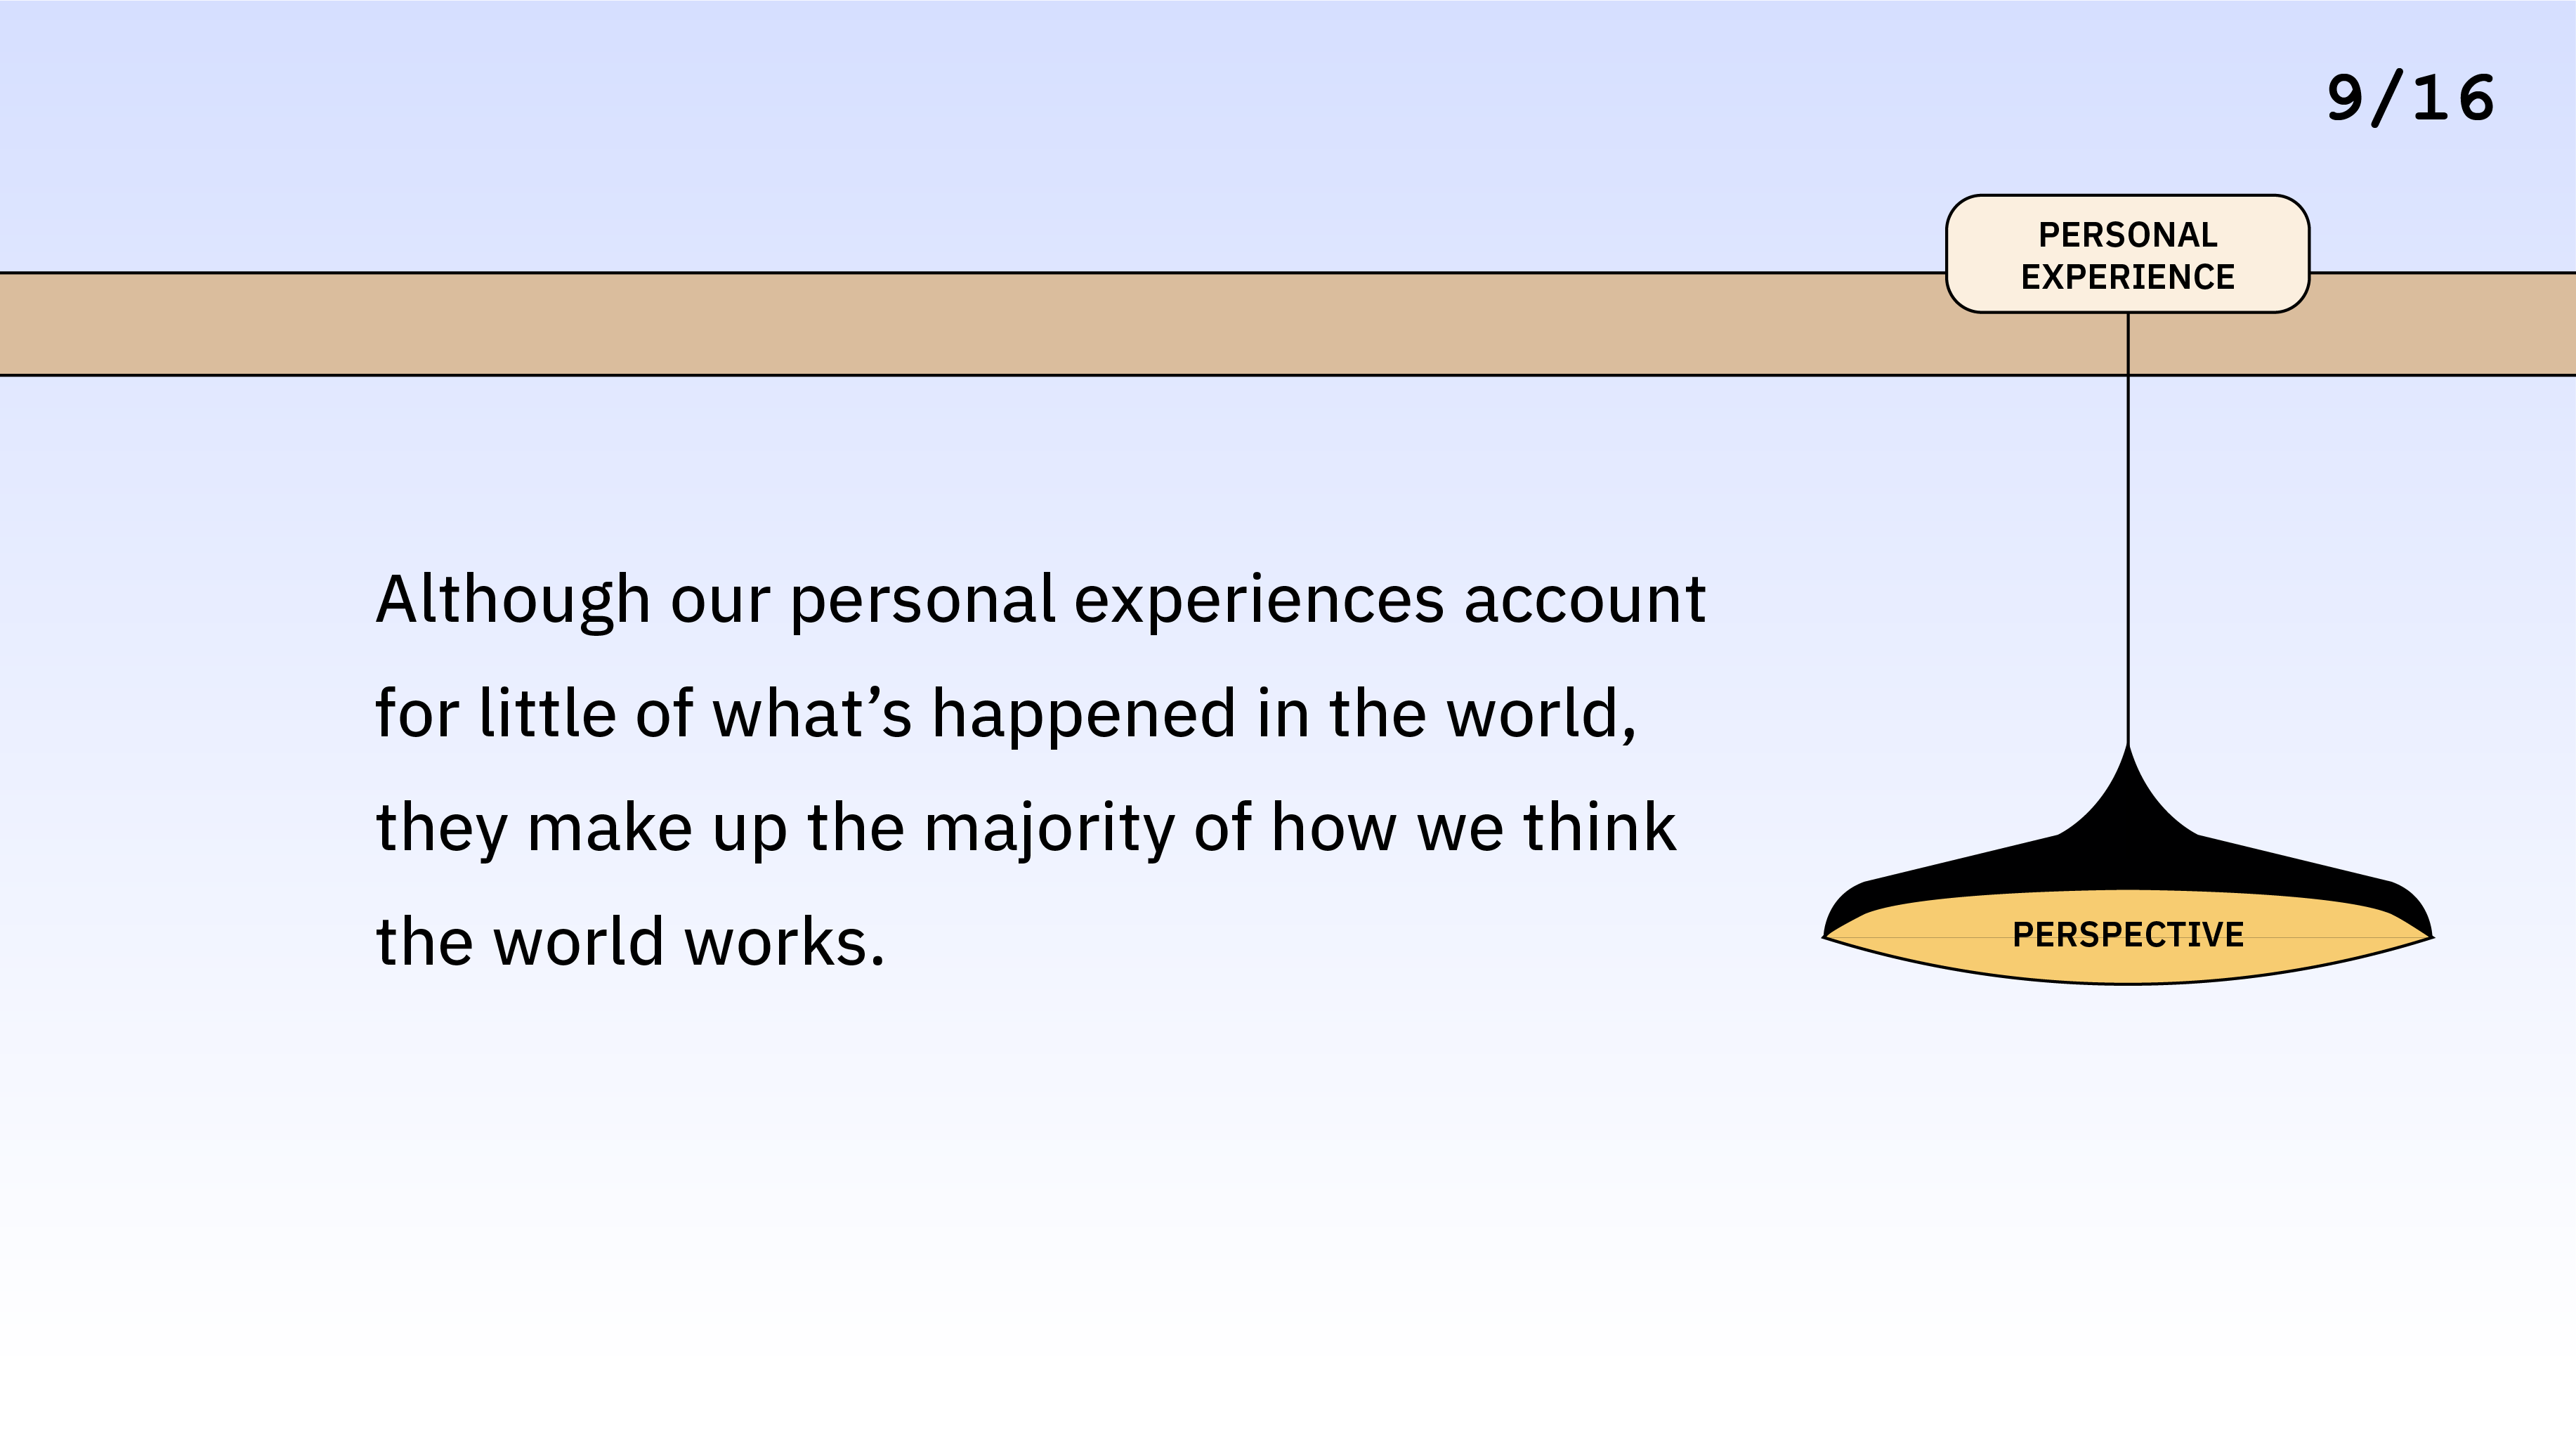 9/16
PERSONAL
EXPERIENCE
Although our personal experiences account
for little of what’s happened in the world,
they make up the majority of how we think
the world works.
PERSPECTIVE